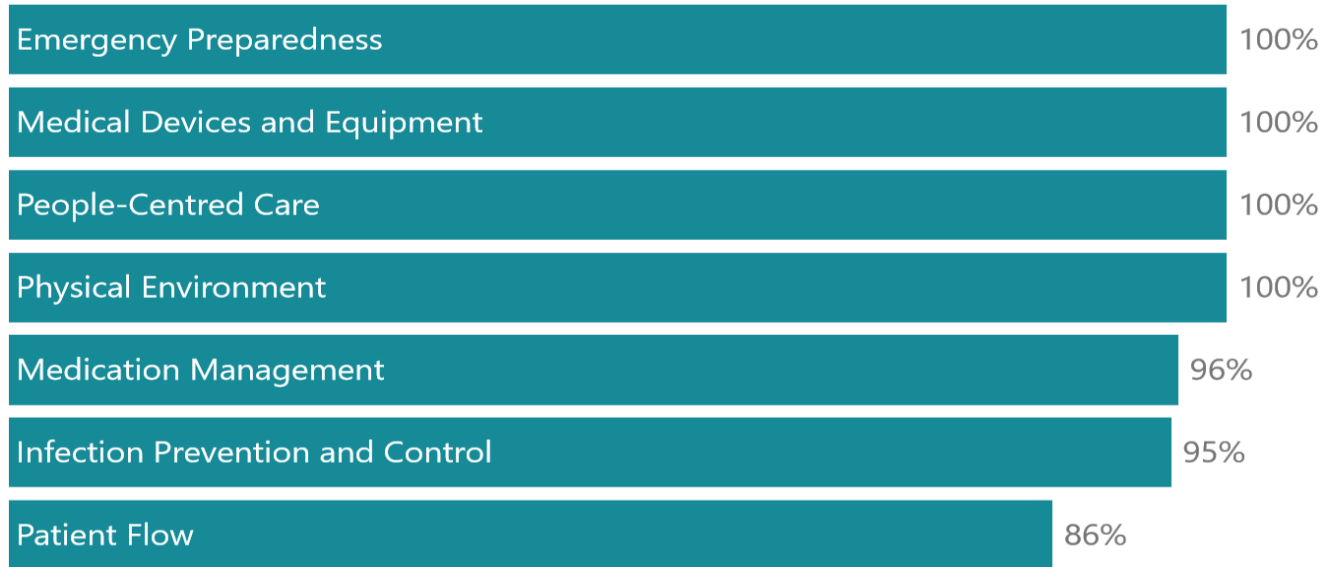 Emergency Preparedness 100%
Medical Devices and Equipment 100%
People-Centred Care 100%
Physical Environment 100%
Medication Management 96%
Infection Prevention and Control 95%
Patient Flow 86%